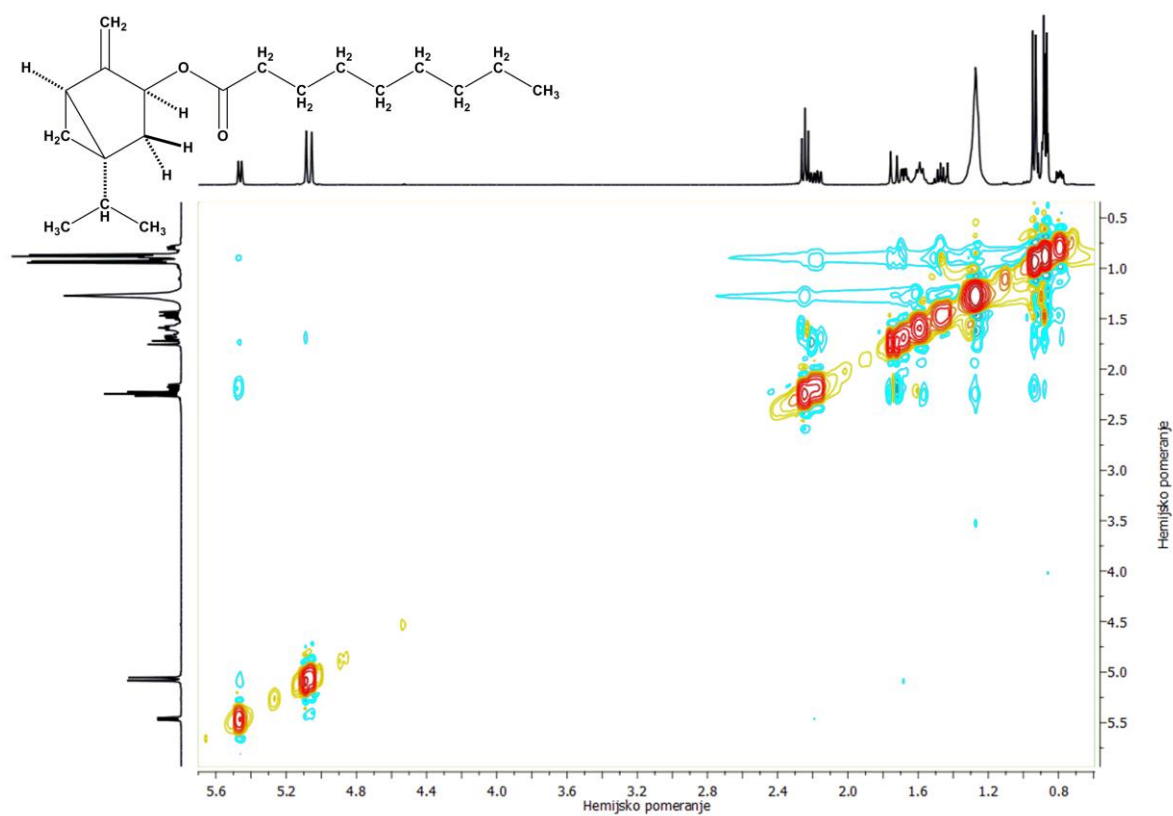 CH₂
H₂ H₂ H₂ H₂
H O C C C C
C C C CH₃
H H₂ H₂ H₂
H₂C O
H
H
C
H
H₃C CH₃
0.5
1.0
1.5
2.0
2.5
3.0
3.5
4.0
4.5
5.0
5.5
Hemijsko pomeranje
5.6 5.2 4.8 4.4 4.0 3.6 3.2 2.8 2.4 2.0 1.6 1.2 0.8
Hemijsko pomeranje